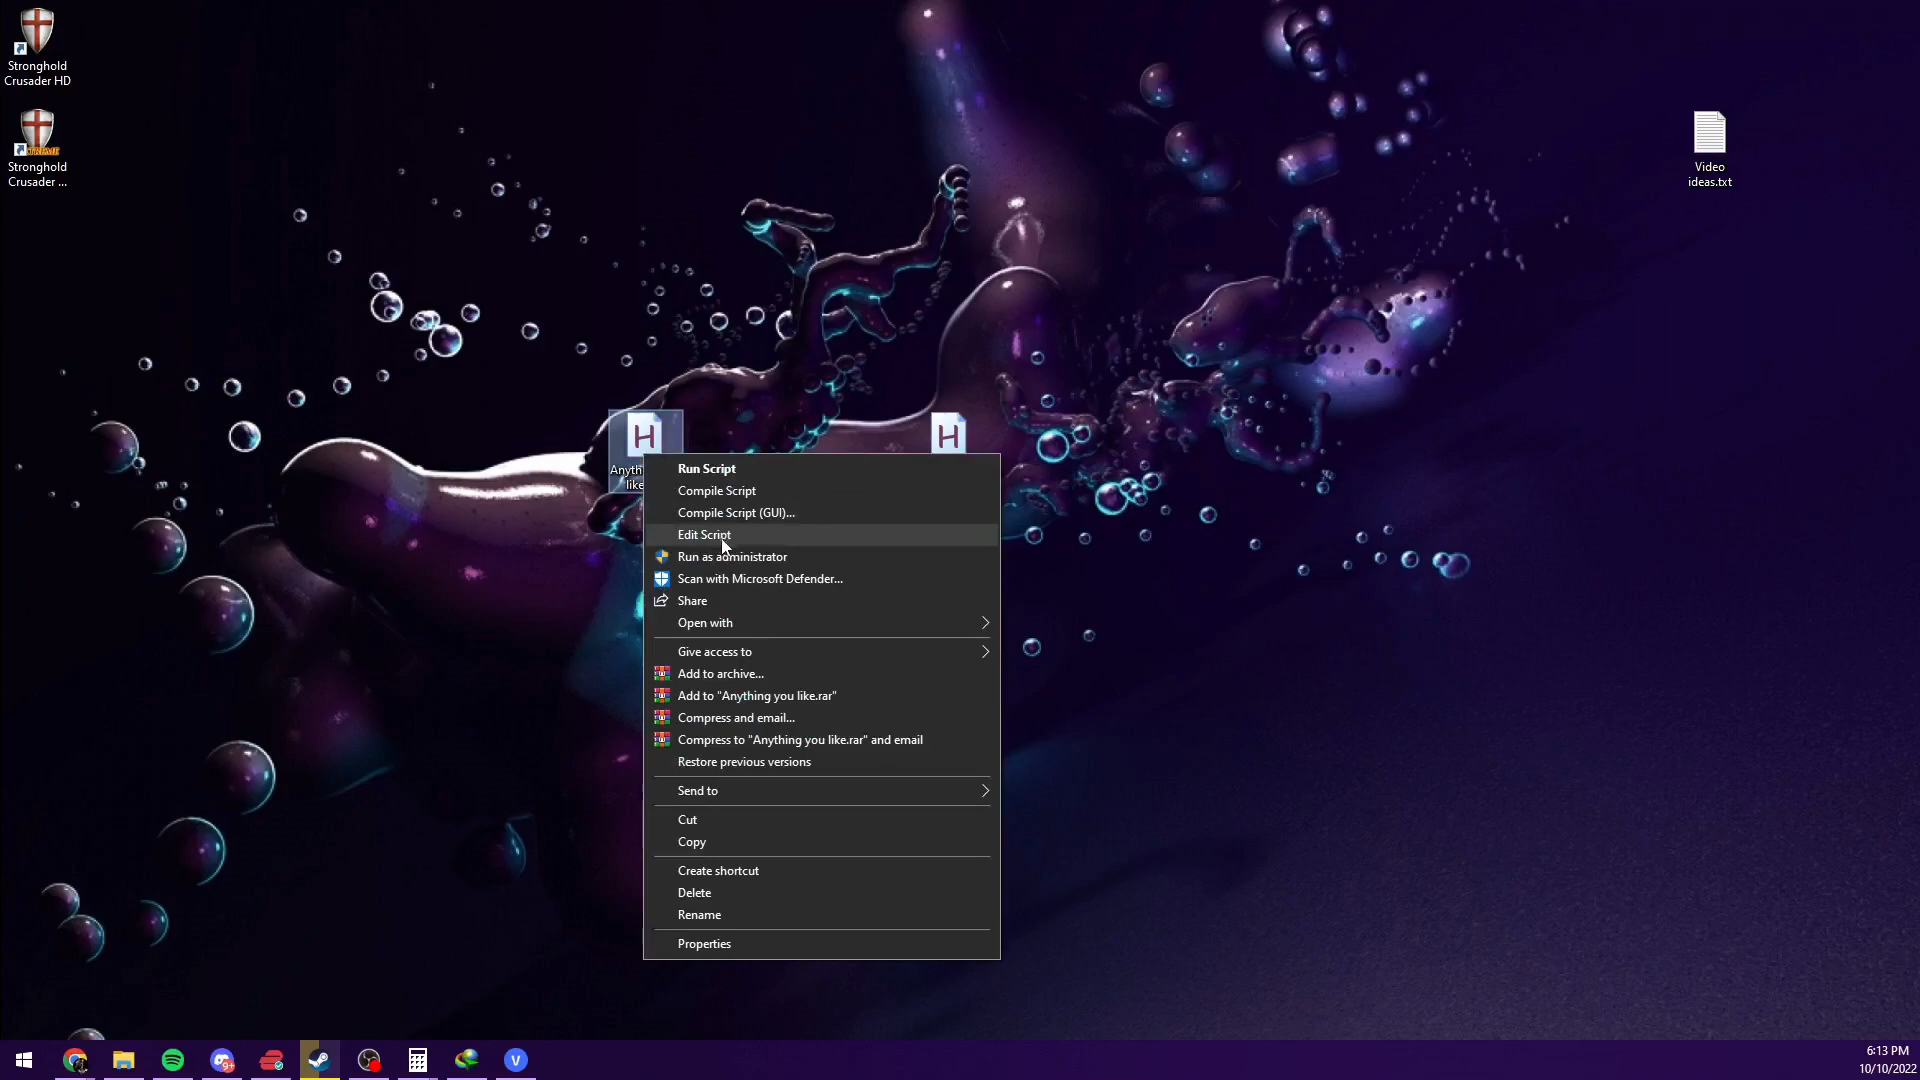 Stronghold
Crusader HD
Stronghold
Crusader ...
Video
ideas.txt
H
H
Anyth
like
Run Script
Compile Script
Compile Script (GUI)...
Edit Script
Run as administrator
Scan with Microsoft Defender...
Share
Open with
Give access to
Add to archive...
Add to "Anything you like.rar"
Compress and email...
Compress to "Anything you like.rar" and email
Restore previous versions
Send to
Cut
Copy
Create shortcut
Delete
Rename
Properties
9+
V
6:13 PM
10/10/2022